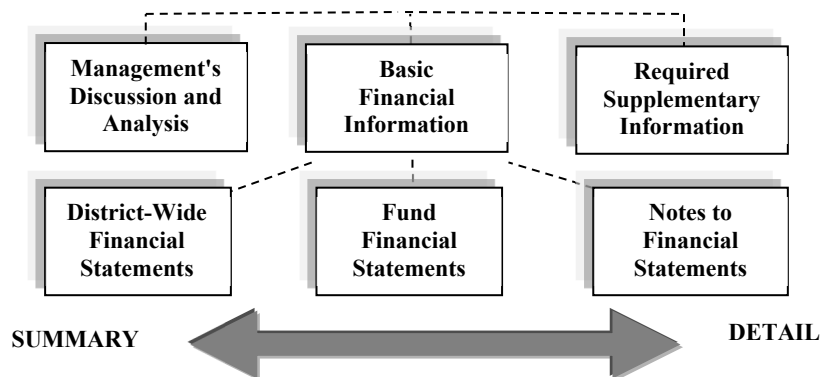 Management's
Discussion and
Analysis
Basic
Financial
Information
Required
Supplementary
Information
District-Wide
Financial
Statements
Fund
Financial
Statements
Notes to
Financial
Statements
SUMMARY
DETAIL